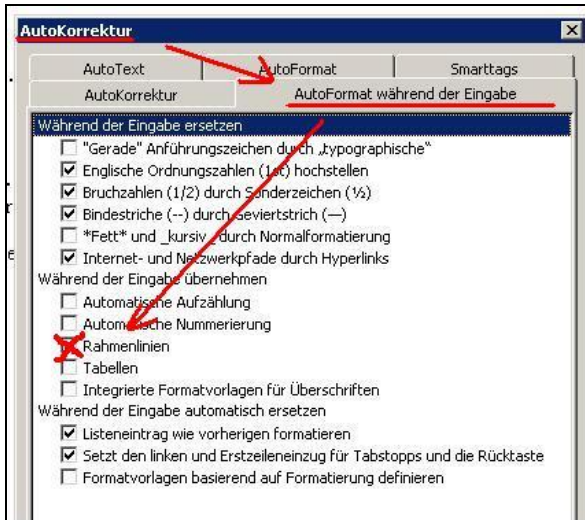 AutoKorrektur
AutoText AutoFormat Smarttags
AutoKorrektur AutoFormat während der Eingabe
Während der Eingabe ersetzen
"Gerade" Anführungszeichen durch „typographische“
Englische Ordnungszahlen (1st) hochstellen
Bruchzahlen (1/2) durch Sonderzeichen (½)
Bindestriche (--) durch Geviertstrich (—)
*Fett* und _kursiv_ durch Normalformatierung
Internet- und Netzwerkpfade durch Hyperlinks
Während der Eingabe übernehmen
Automatische Aufzählung
Automatische Nummerierung
Rahmenlinien
Tabellen
Integrierte Formatvorlagen für Überschriften
Während der Eingabe automatisch ersetzen
Listeneintrag wie vorherigen formatieren
Setzt den linken und Erstzeileneinzug für Tabstopps und die Rücktaste
Formatvorlagen basierend auf Formatierung definieren